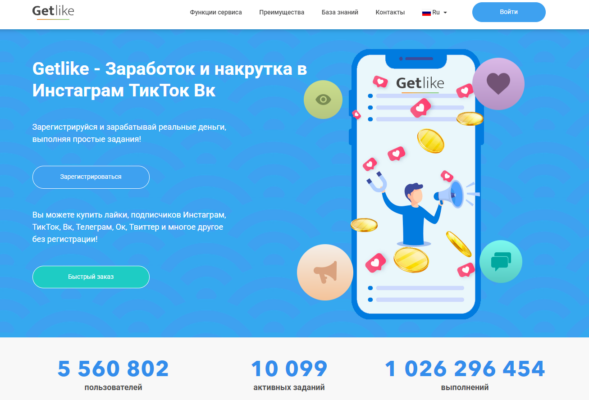 Getlike
Функции сервиса
Преимущества
База знаний
Контакты
Ru
Войти
Getlike - Заработок и накрутка в
Инстаграм ТикТок Вк
Зарегистрируйся и зарабатывай реальные деньги,
выполняя простые задания!
Зарегистрироваться
Вы можете купить лайки, подписчиков Инстаграм,
ТикТок, Вк, Телеграм, Ок, Твиттер и многое другое
без регистрации!
Быстрый заказ
Getlike
5 560 802
пользователей
10 099
активных заданий
1 026 296 454
выполнений